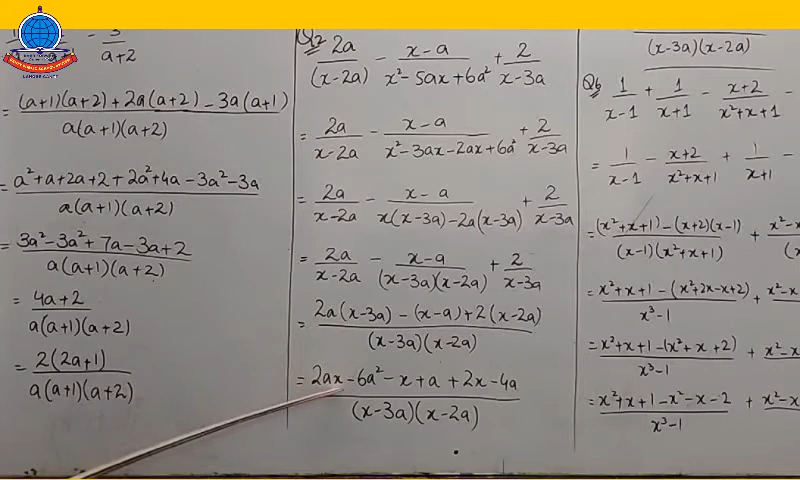 3/(a+2)
= ((a+1)(a+2) + 2a(a+2) - 3a(a+1))/(a(a+1)(a+2))
= (a²+a+2a+2+2a²+4a-3a²-3a)/(a(a+1)(a+2))
= (3a²-3a²+7a-3a+2)/(a(a+1)(a+2))
= (4a+2)/(a(a+1)(a+2))
= (2(2a+1))/(a(a+1)(a+2))
Q2 2a/(x-2a) - (x-a)/(x²-5ax+6a²) + 2/(x-3a)
= 2a/(x-2a) - (x-a)/(x²-3ax-2ax+6a²) + 2/(x-3a)
= 2a/(x-2a) - (x-a)/(x(x-3a)-2a(x-3a)) + 2/(x-3a)
= 2a/(x-2a) - (x-a)/((x-3a)(x-2a)) + 2/(x-3a)
= (2a(x-3a) - (x-a) + 2(x-2a))/((x-3a)(x-2a))
= (2ax-6a²-x+a+2x-4a)/((x-3a)(x-2a))
(x-3a)(x-2a)
Q6 1/(x-1) + 1/(x+1) - (x+2)/(x²+x+1) -
= 1/(x-1) - (x+2)/(x²+x+1) + 1/(x+1) -
= ((x²+x+1)-(x+2)(x-1))/((x-1)(x²+x+1)) + x²-x
= (x²+x+1-(x²+2x-x+2))/(x³-1) + x²-x
= (x²+x+1-(x²+x+2))/(x³-1) + x²-x
= (x²+x+1-x²-x-2)/(x³-1) + x²-x